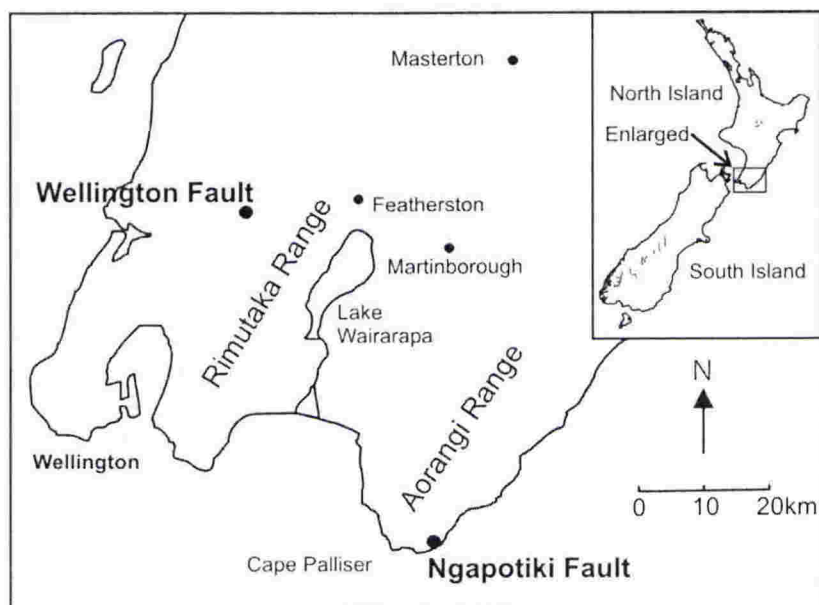 Masterton
North Island
Enlarged
Wellington Fault
Featherston
Martinborough
South Island
Rimutaka Range
Lake
Wairarapa
Aorangi Range
N
Wellington
0 10 20km
Cape Palliser
Ngapotiki Fault